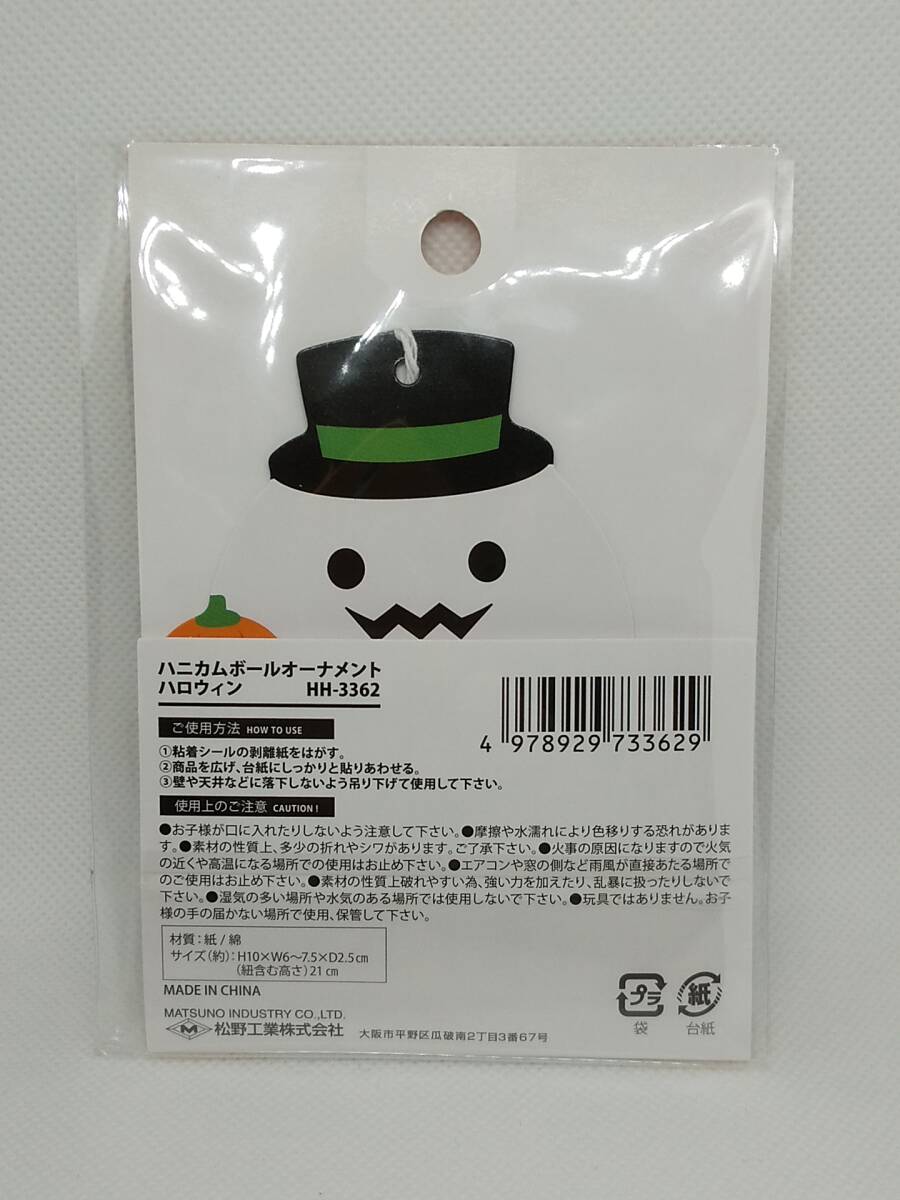 ハニカムボールオーナメント
ハロウィン HH-3362
ご使用方法 HOW TO USE
①粘着シールの剥離紙をはがす。
②商品を広げ、台紙にしっかりと貼りあわせる。
③壁や天井などに落下しないよう吊り下げて使用して下さい。
使用上のご注意 CAUTION!
●お子様が口に入れたりしないよう注意して下さい。●摩擦や水濡れにより色移りする恐れがありま
す。●素材の性質上、多少の折れやシワがあります。ご了承下さい。●火事の原因になりますので火気
の近くや高温になる場所での使用はお止め下さい。●エアコンや窓の側など雨風が直接あたる場所で
のご使用はお止め下さい。●素材の性質上破れやすい為、強い力を加えたり、乱暴に扱ったりしないで
下さい。●湿気の多い場所や水気のある場所では使用しないで下さい。●玩具ではありません。お子
様の手の届かない場所で使用、保管して下さい。
4 978929 733629
材質：紙 / 綿
サイズ（約）：H10×W6〜7.5×D2.5㎝
（紐含む高さ）21㎝
MADE IN CHINA
MATSUNO INDUSTRY CO.,LTD.
M 松野工業株式会社 大阪市平野区瓜破南2丁目3番67号
プラ 紙
袋 台紙